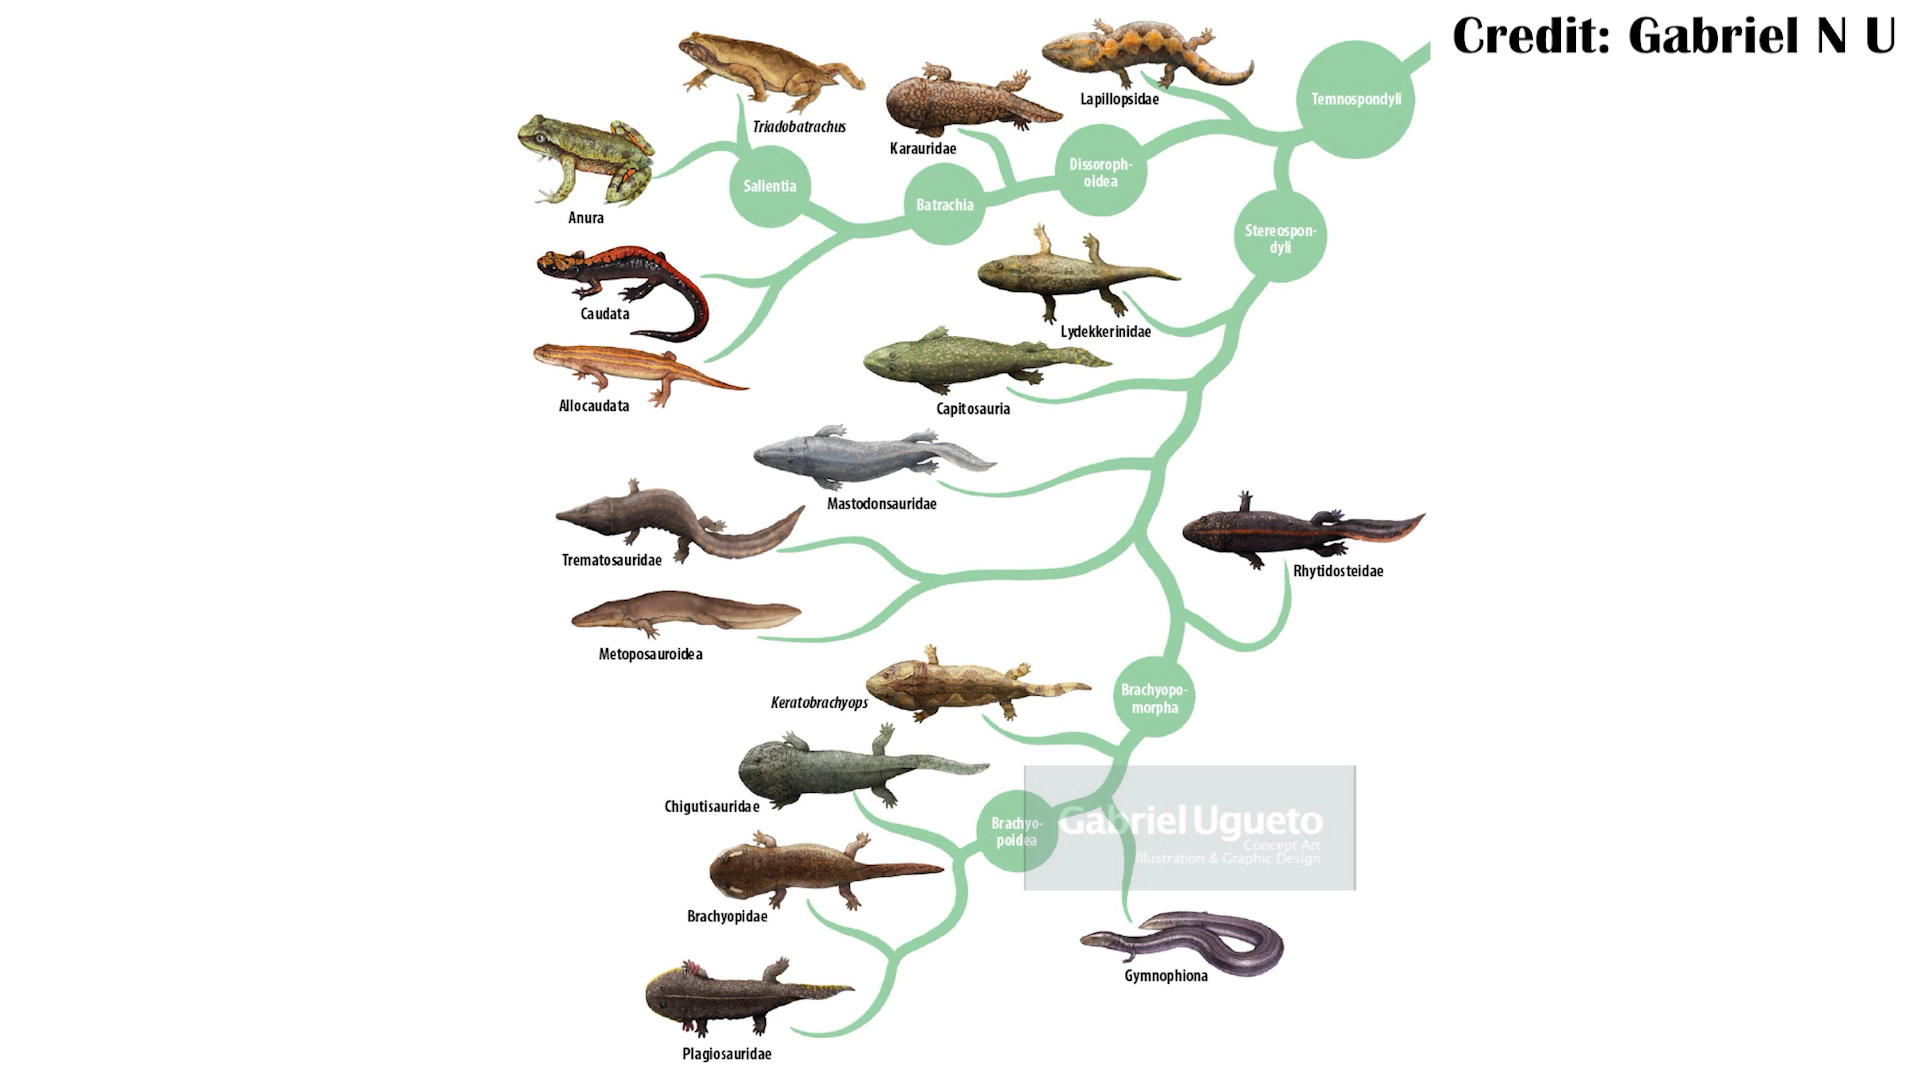 Credit: Gabriel N U
Temnospondyli
Lapillopsidae
Triadobatrachus
Karauridae
Dissoroph-
oidea
Salientia
Batrachia
Anura
Stereospon-
dyli
Caudata
Lydekkerinidae
Allocaudata
Capitosauria
Mastodonsauridae
Trematosauridae
Rhytidosteidae
Metoposauroidea
Keratobrachyops
Brachyopo-
morpha
Chigutisauridae
Brachyo-
poidea
Gabriel Ugueto
Concept Art
Illustration & Graphic Design
Brachyopidae
Gymnophiona
Plagiosauridae